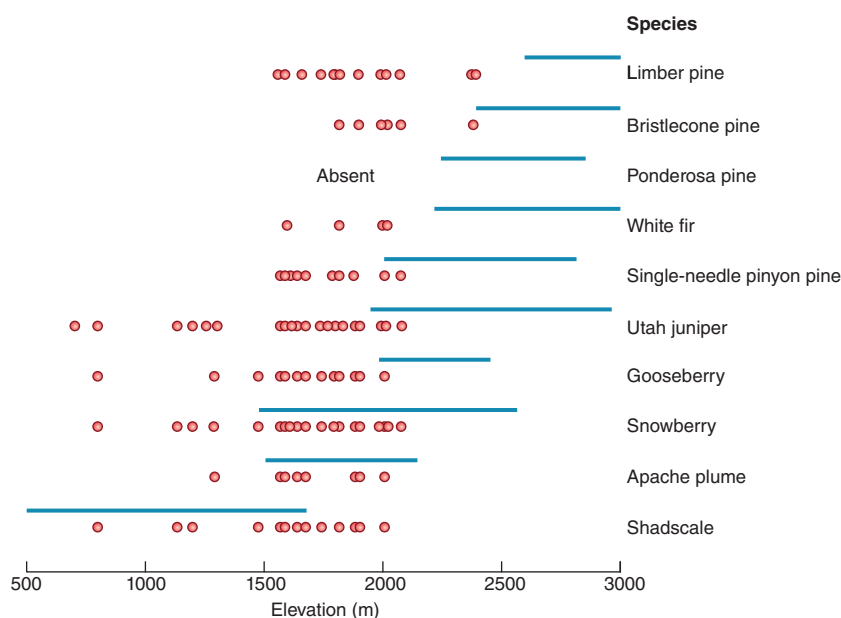 Species
Limber pine
Bristlecone pine
Absent
Ponderosa pine
White fir
Single-needle pinyon pine
Utah juniper
Gooseberry
Snowberry
Apache plume
Shadscale
500 1000 1500 2000 2500 3000
Elevation (m)